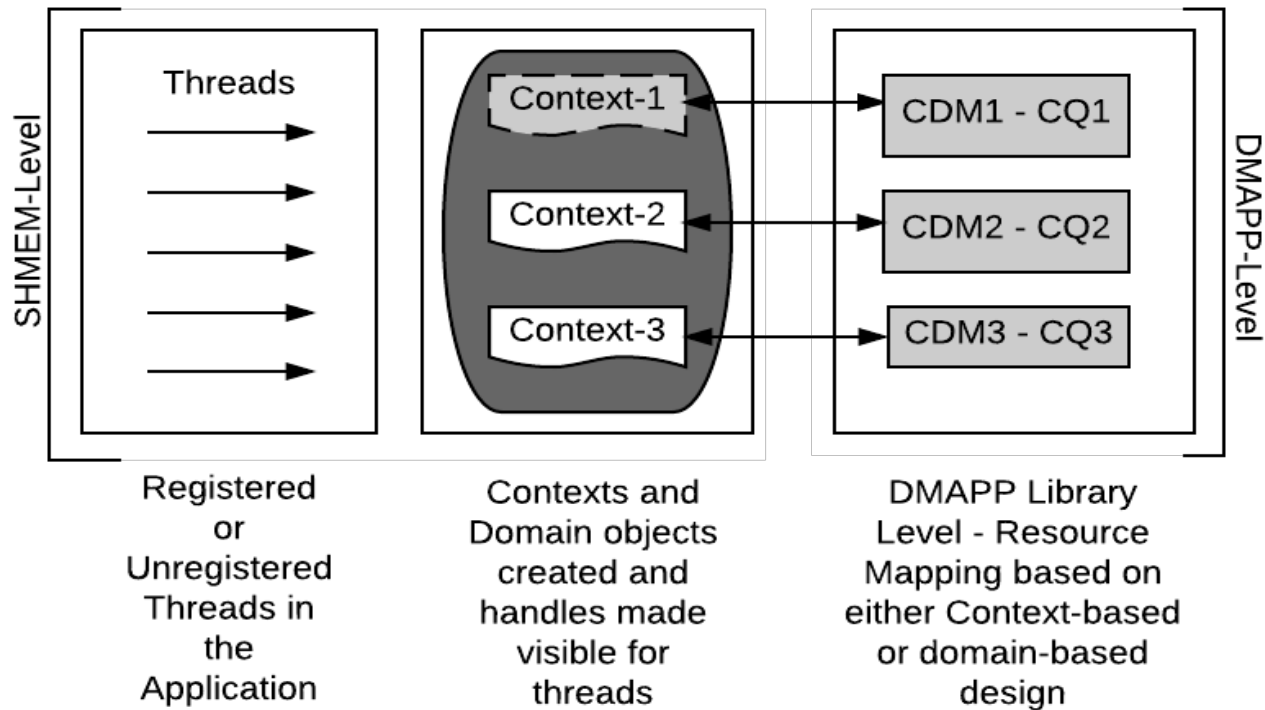 SHMEM-Level
Threads
Context-1
Context-2
Context-3
CDM1 - CQ1
CDM2 - CQ2
CDM3 - CQ3
DMAPP-Level
Registered
or
Unregistered
Threads in
the
Application
Contexts and
Domain objects
created and
handles made
visible for
threads
DMAPP Library
Level - Resource
Mapping based on
either Context-based
or domain-based
design